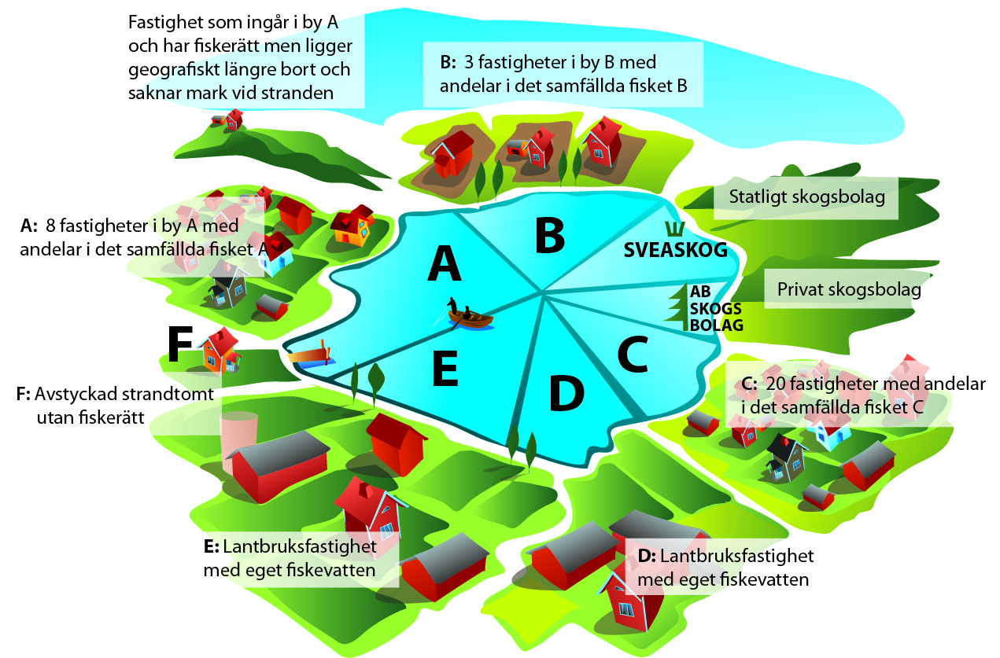 Fastighet som ingår i by A
och har fiskerätt men ligger
geografiskt längre bort och
saknar mark vid stranden
B: 3 fastigheter i by B med
andelar i det samfällda fisket B
Statligt skogsbolag
A: 8 fastigheter i by A med
andelar i det samfällda fisket A
A
B
SVEASKOG
Privat skogsbolag
AB
SKOGS
BOLAG
F
E
D
C
C: 20 fastigheter med andelar
i det samfällda fisket C
F: Avstyckad strandtomt
utan fiskerätt
E: Lantbruksfastighet
med eget fiskevatten
D: Lantbruksfastighet
med eget fiskevatten